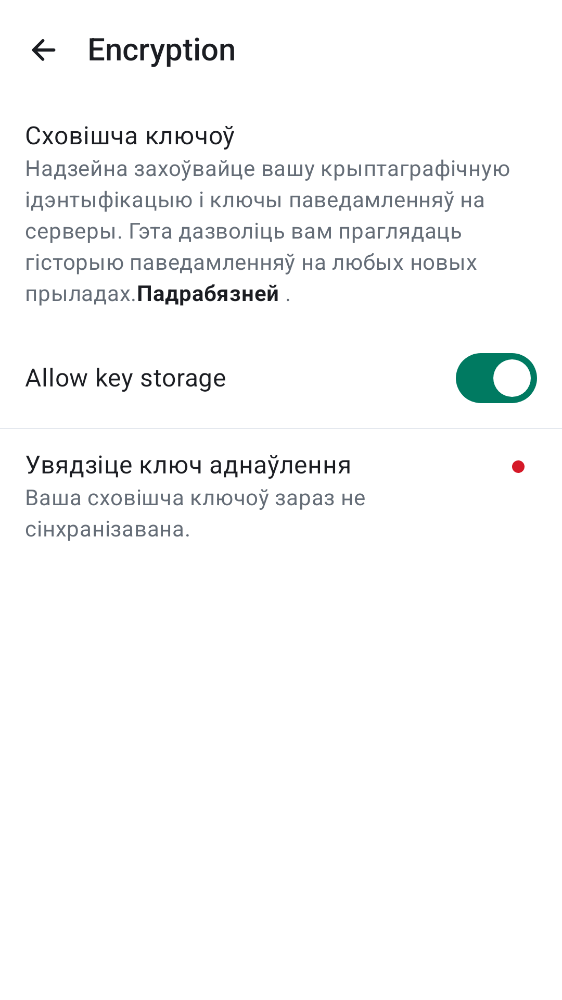 Encryption
Сховішча ключоў
Надзейна захоўвайце вашу крыптаграфічную
ідэнтыфікацыю і ключы паведамленняў на
серверы. Гэта дазволіць вам праглядаць
гісторыю паведамленняў на любых новых
прыладах.Падрабязней .
Allow key storage
Увядзіце ключ аднаўлення
Ваша сховішча ключоў зараз не
сінхранізавана.